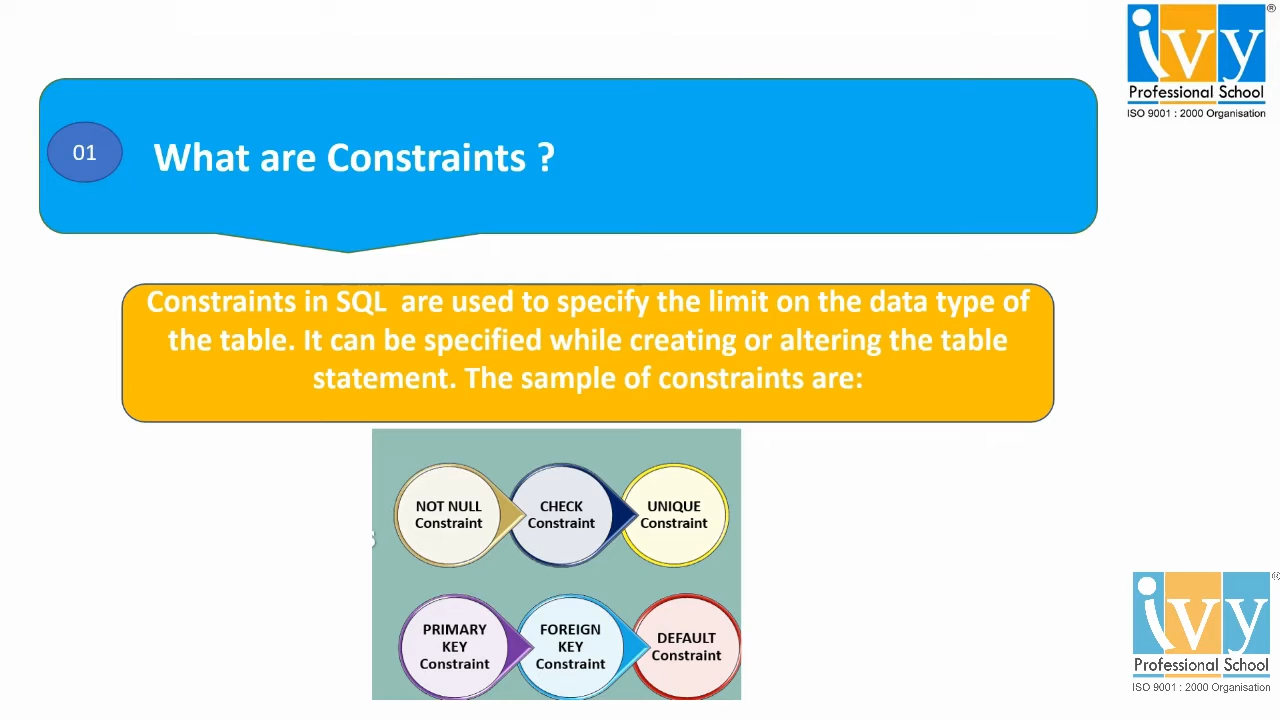 ivy
®
Professional School
ISO 9001 : 2000 Organisation
01
What are Constraints ?
Constraints in SQL are used to specify the limit on the data type of
the table. It can be specified while creating or altering the table
statement. The sample of constraints are:
NOT NULL
Constraint
CHECK
Constraint
UNIQUE
Constraint
s
PRIMARY
KEY
Constraint
FOREIGN
KEY
Constraint
DEFAULT
Constraint
ivy
®
Professional School
ISO 9001 : 2000 Organisation